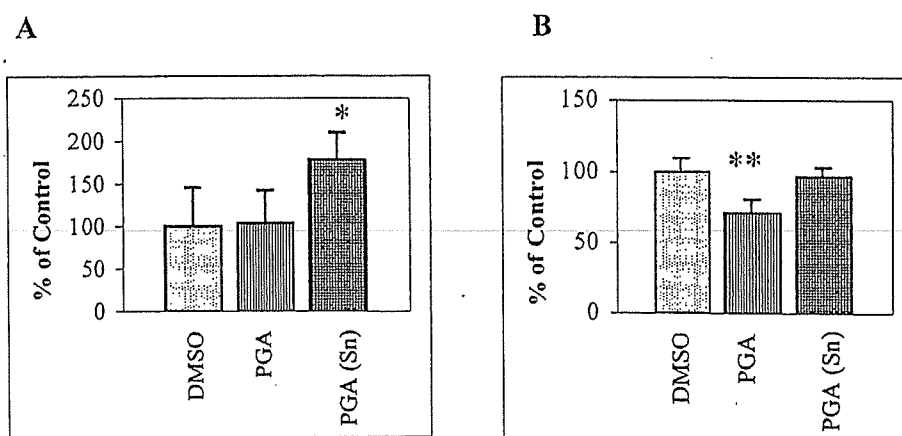 A
B
% of Control
250
200
150
100
50
0
*
DMSO
PGA
PGA (Sn)
% of Control
150
100
50
0
**
DMSO
PGA
PGA (Sn)